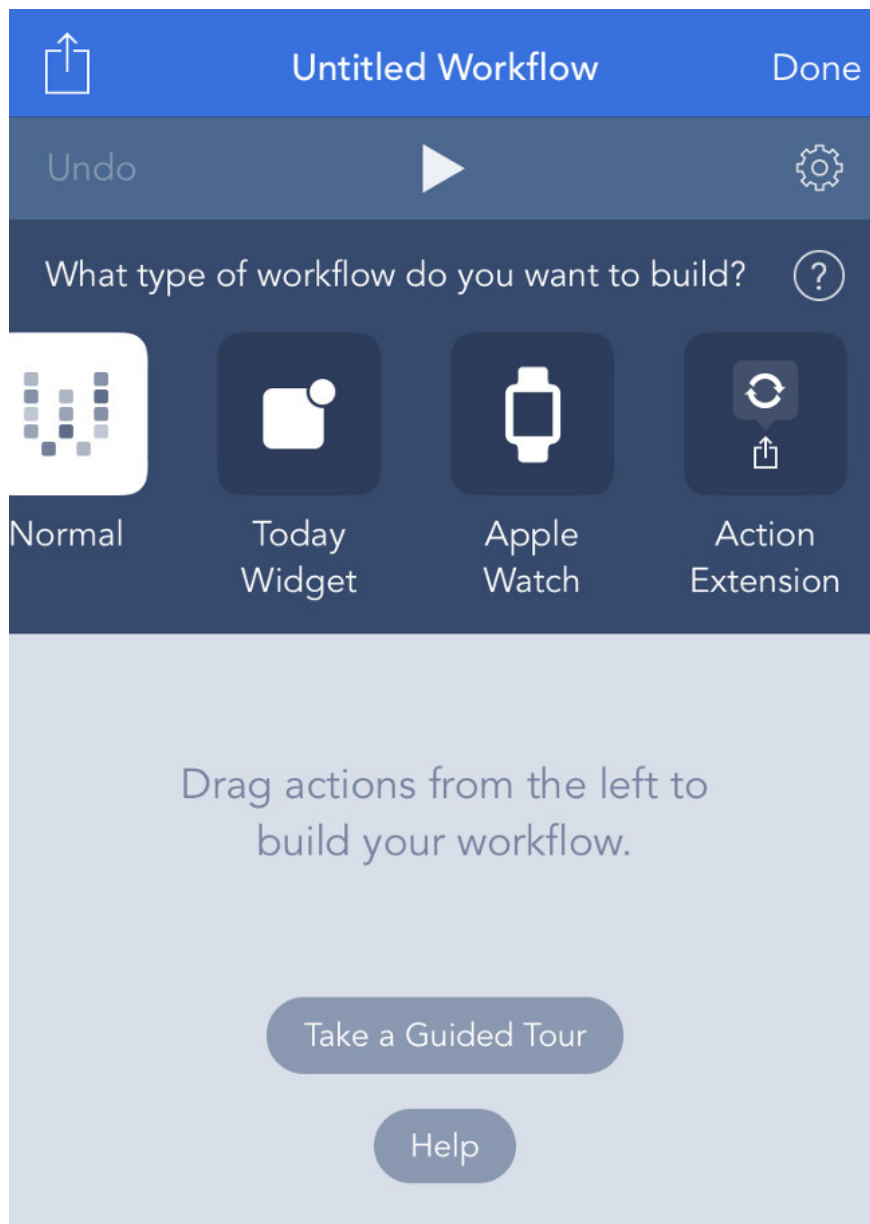 Untitled Workflow
Done
Undo
What type of workflow do you want to build?
?
Normal
Today
Widget
Apple
Watch
Action
Extension
Drag actions from the left to
build your workflow.
Take a Guided Tour
Help